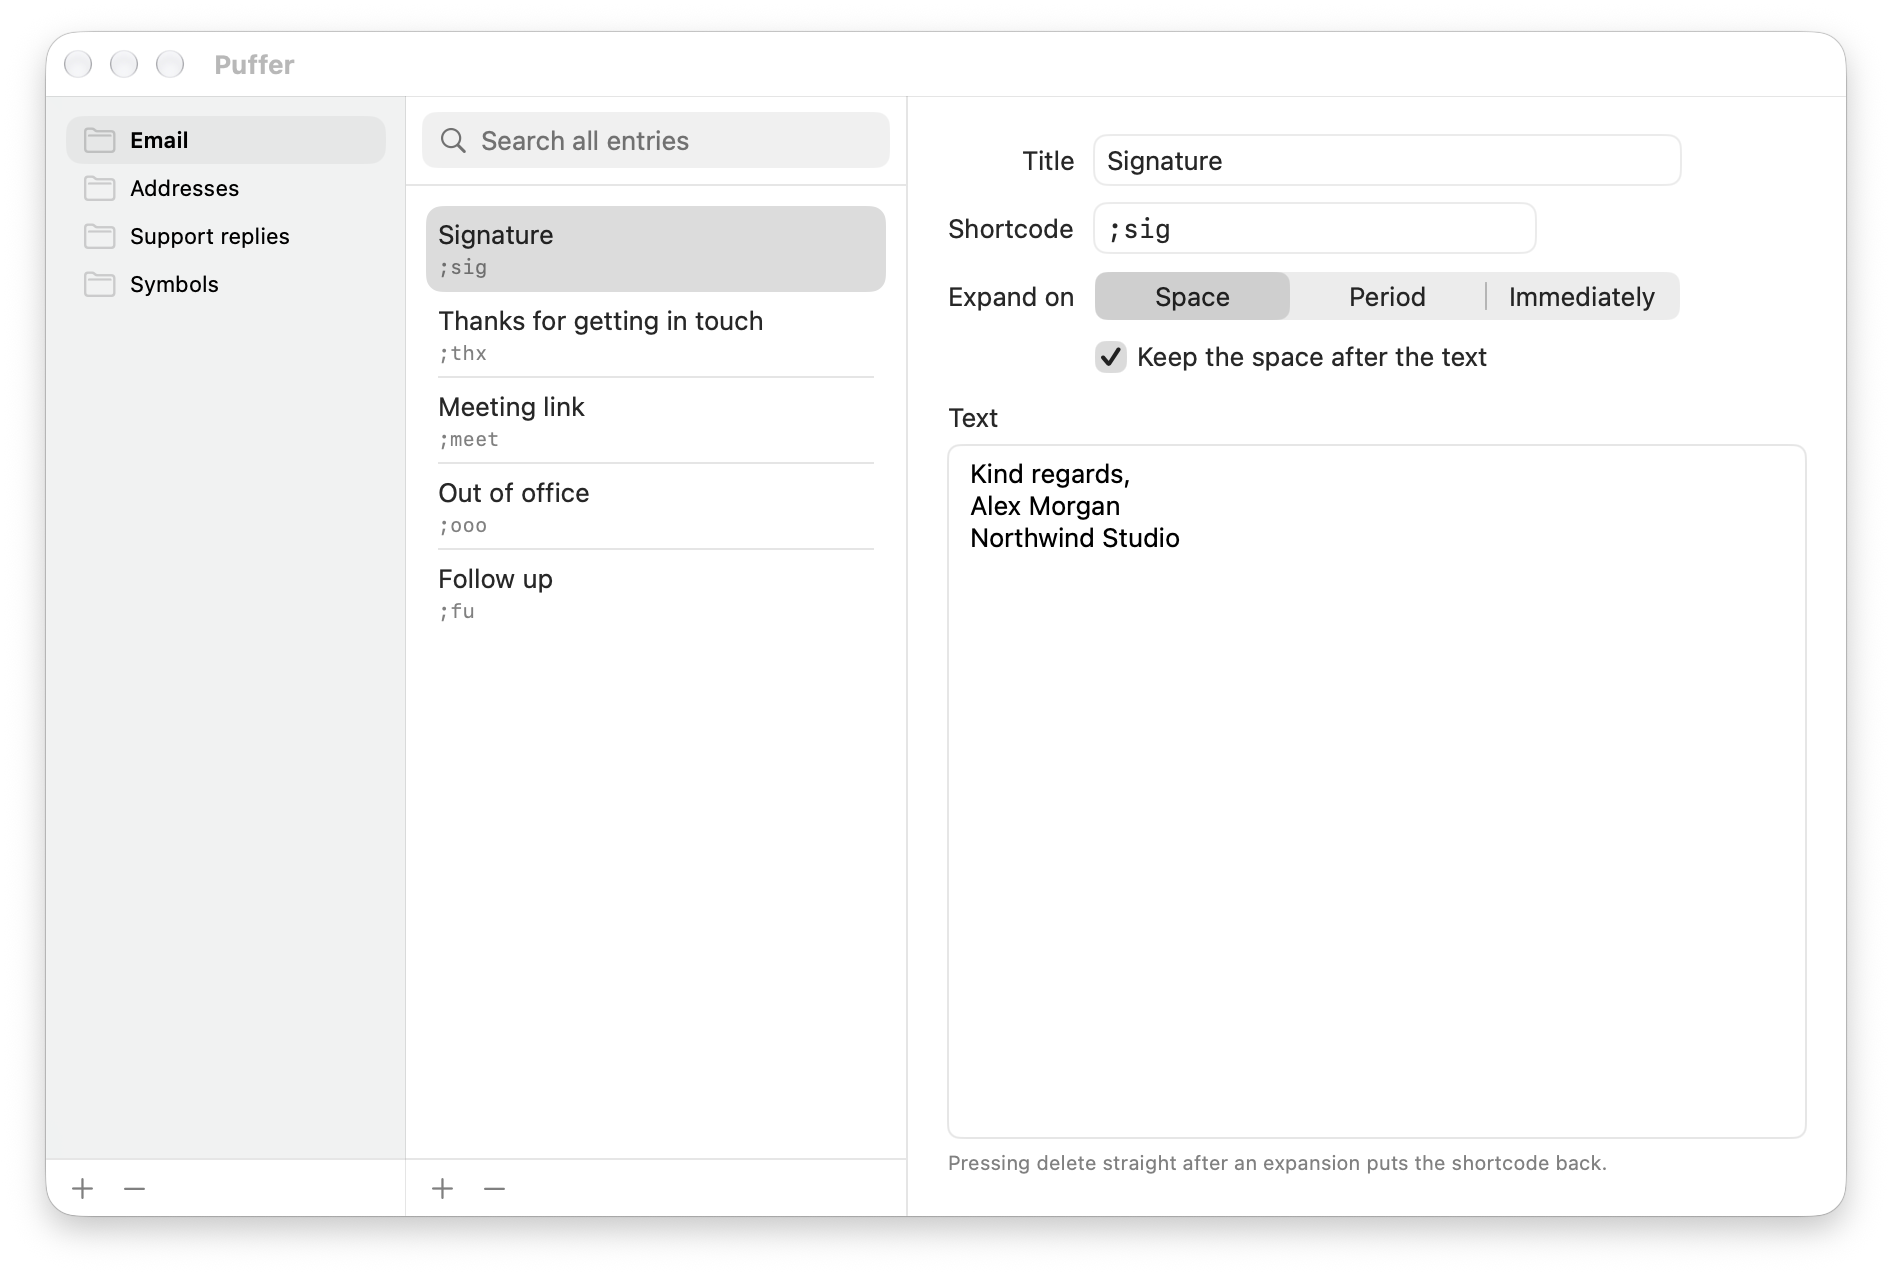 Puffer
Email
Addresses
Support replies
Symbols
Search all entries
Signature
;sig
Thanks for getting in touch
;thx
Meeting link
;meet
Out of office
;ooo
Follow up
;fu
Title Signature
Shortcode ;sig
Expand on Space Period Immediately
Keep the space after the text
Text
Kind regards,
Alex Morgan
Northwind Studio
Pressing delete straight after an expansion puts the shortcode back.